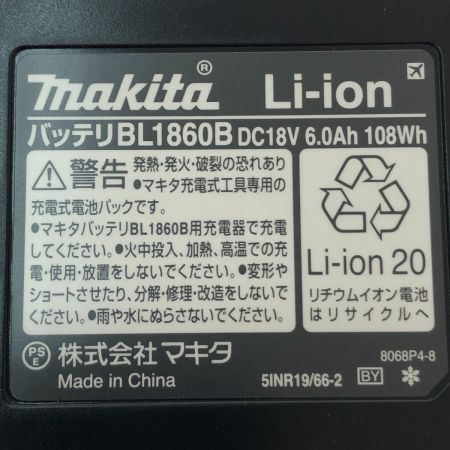 makita® Li-ion
バッテリBL1860B DC18V 6.0Ah 108Wh
警告 発熱・発火・破裂の恐れあり
●マキタ充電式工具専用の
充電式電池パックです。
●マキタバッテリBL1860B用充電器で充電
してください。●火中投入、加熱、高温での充
電・使用・放置をしないでください。●変形や
ショートさせたり、分解・修理・改造をしないでく
ださい。●雨や水にぬらさないでください。
Li-ion 20
リチウムイオン電池
はリサイクルへ
PSE 株式会社マキタ
8068P4-8
Made in China
5INR19/66-2 BY